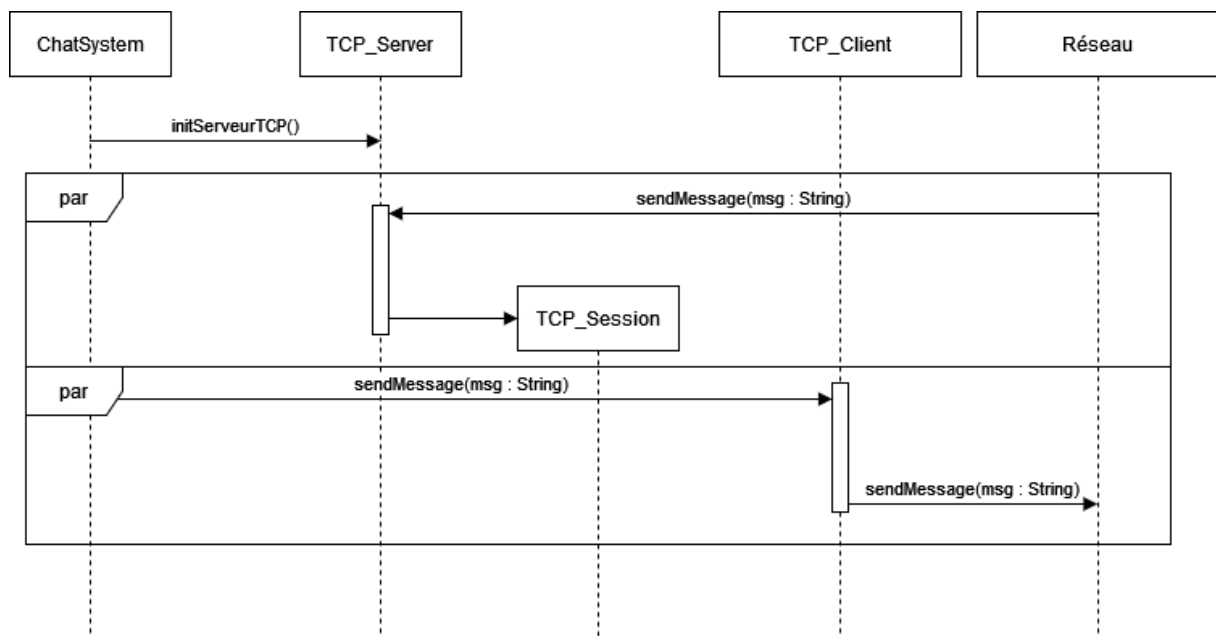 ChatSystem
TCP_Server
TCP_Client
Réseau
initServeurTCP()
par
sendMessage(msg : String)
TCP_Session
par
sendMessage(msg : String)
sendMessage(msg : String)